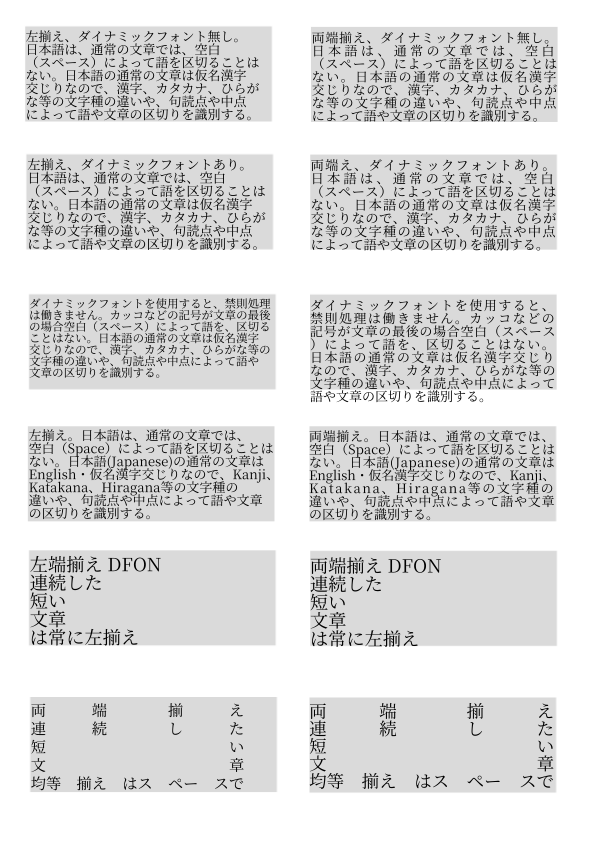 左揃え、ダイナミックフォント無し。
日本語は、通常の文章では、空白
（スペース）によって語を区切ることは
ない。日本語の通常の文章は仮名漢字
交じりなので、漢字、カタカナ、ひらが
な等の文字種の違いや、句読点や中点
によって語や文章の区切りを識別する。
両端揃え、ダイナミックフォント無し。
日本語は、通常の文章では、空白
（スペース）によって語を区切ることは
ない。日本語の通常の文章は仮名漢字
交じりなので、漢字、カタカナ、ひらが
な等の文字種の違いや、句読点や中点
によって語や文章の区切りを識別する。
左揃え、ダイナミックフォントあり。
日本語は、通常の文章では、空白
（スペース）によって語を区切ることは
ない。日本語の通常の文章は仮名漢字
交じりなので、漢字、カタカナ、ひらが
な等の文字種の違いや、句読点や中点
によって語や文章の区切りを識別する。
両端え、ダイナミックフォントあり。
日本語は、通常の文章では、空白
（スペース）によって語を区切ることは
ない。日本語の通常の文章は仮名漢字
交じりなので、漢字、カタカナ、ひらが
な等の文字種の違いや、句読点や中点
によって語や文章の区切りを識別する。
ダイナミックフォントを使用すると、禁則処理
は働きません。カッコなどの記号が文章の最後
の場合空白（スペース）によって語を、区切る
ことはない。日本語の通常の文章は仮名漢字
交じりなので、漢字、カタカナ、ひらがな等の
文字種の違いや、句読点や中点によって語や
文章の区切りを識別する。
ダイナミックフォントを使用すると、
禁則処理は働きません。カッコなどの
記号が文章の最後の場合空白（スペース
）によって語を、区切ることはない。
日本語の通常の文章は仮名漢字交じり
なので、漢字、カタカナ、ひらがな等の
文字種の違いや、句読点や中点によって
語や文章の区切りを識別する。
左揃え。日本語は、通常の文章では、
空白（Space）によって語を区切ることは
ない。日本語(Japanese)の通常の文章は
English・仮名漢字交じりなので、Kanji、
Katakana、Hiragana等の文字種の
違いや、句読点や中点によって語や文章
の区切りを識別する。
両端揃え。日本語は、通常の文章では、
空白（Space）によって語を区切ることは
ない。日本語(Japanese)の通常の文章は
English・仮名漢字交じりなので、Kanji、
Katakana、Hiragana等の文字種の
違いや、句読点や中点によって語や文章
の区切りを識別する。
左端揃え DFON
連続した
短い
文章
は常に左揃え
両端揃え DFON
連続した
短い
文章
は常に左揃え
両 端 揃 え
連 続 し た
短 い
文 章
均等 揃え はス ペー スで
両 端 揃 え
連 続 し た
短 い
文 章
均等 揃え はス ペー スで